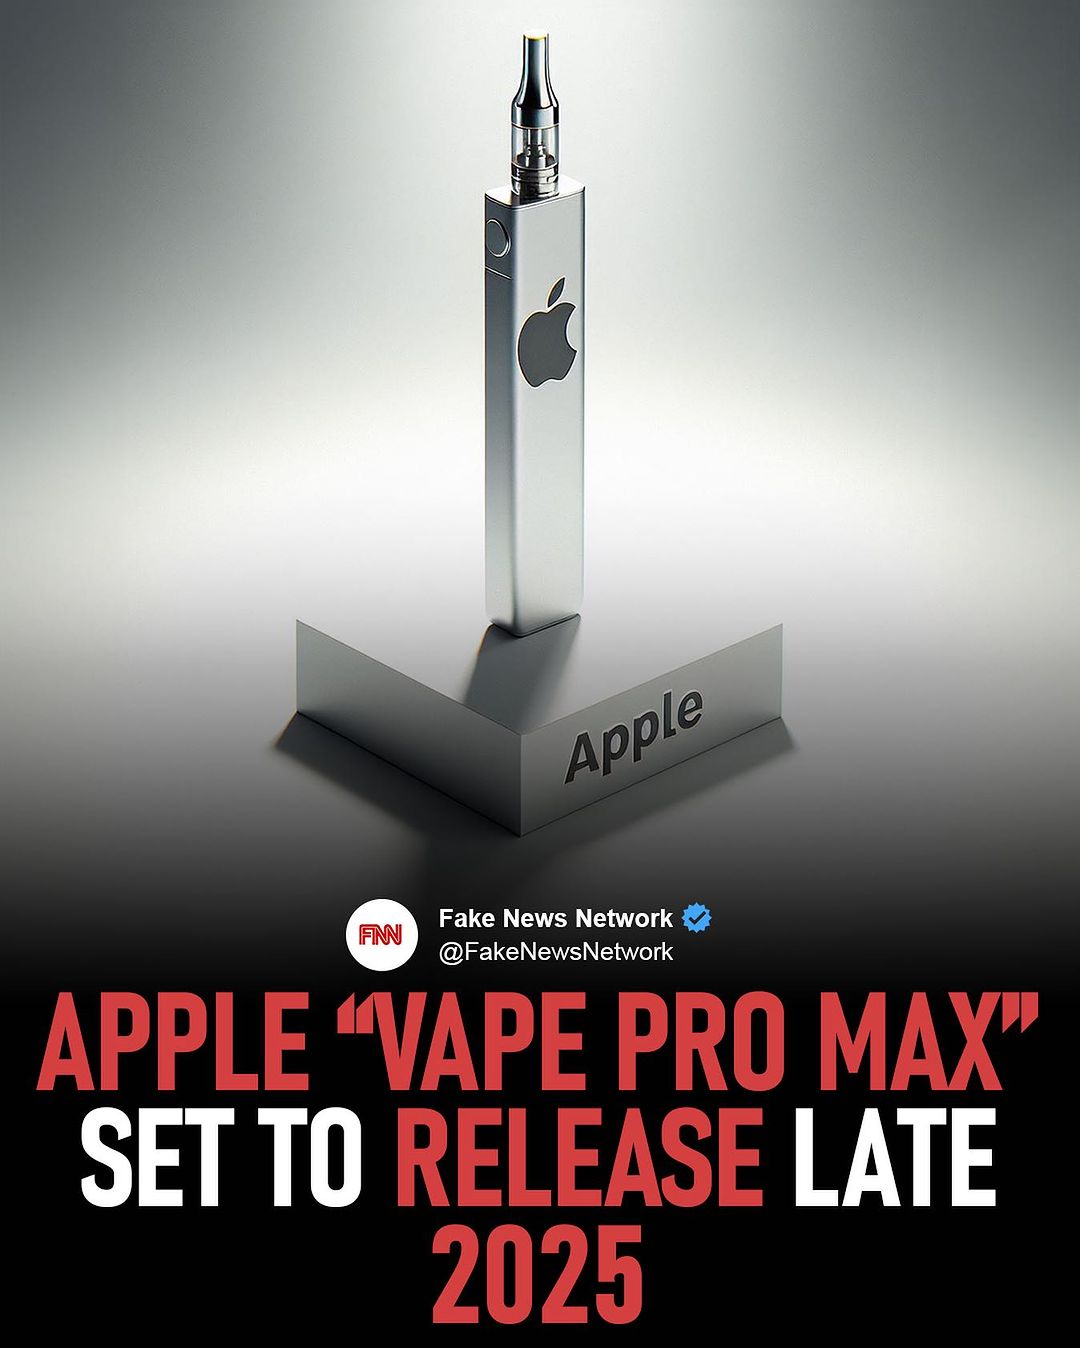 Apple
FNN
Fake News Network
@FakeNewsNetwork
APPLE “VAPE PRO MAX”
SET TO RELEASE LATE
2025